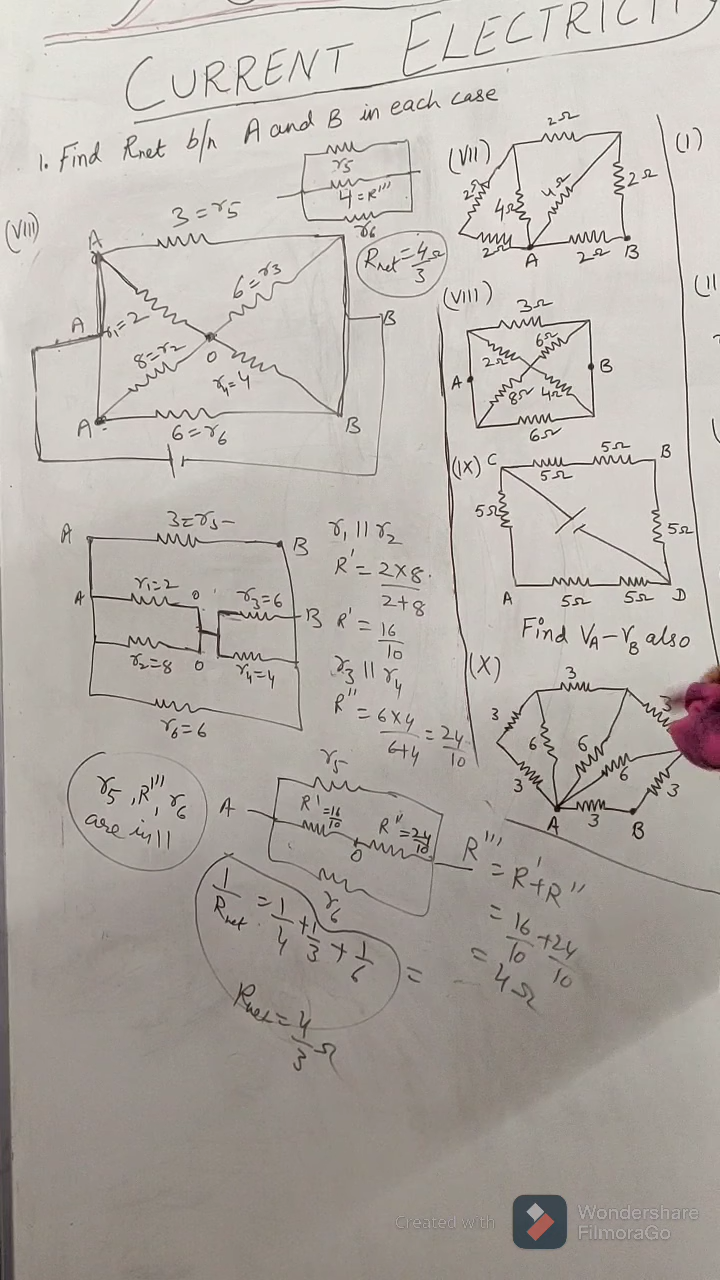 CURRENT ELECTRICITY
1. Find Rnet b/n A and B in each case
(VIII)
r5
4=R'''
r6
Rnet = 4Ω/3
A
3=r5
6=r3
A
r1=2
8=r2
O
r4=4
B
A
6=r6
B
(VII)
2Ω
2Ω
4Ω
4Ω
2Ω
2Ω
A
2Ω
B
(I)
(VIII)
3Ω
2Ω
6Ω
A
B
8Ω
4Ω
6Ω
(II
(IX)
C
5Ω
5Ω
B
5Ω
5Ω
A
5Ω
5Ω
D
Find VA-VB also
(X)
3
3
3
6
6
6
3
3
A
3
B
A
3=r5
B
A
r1=2
O
r3=6
B
r2=8
O
r4=4
r6=6
r1 || r2
R' = 2×8/2+8
R' = 16/10
r3 || r4
R'' = 6×4/6+4 = 24/10
r5, R''', r6
are in ||
A
r5
R'=16/10
R''=24/10
O
r6
R'''
= R'+R''
= 16/10 + 24/10
= 4Ω
1/Rnet = 1/4 + 1/3 + 1/6 =
Rnet = 4/3 Ω
Created with
Wondershare
FilmoraGo